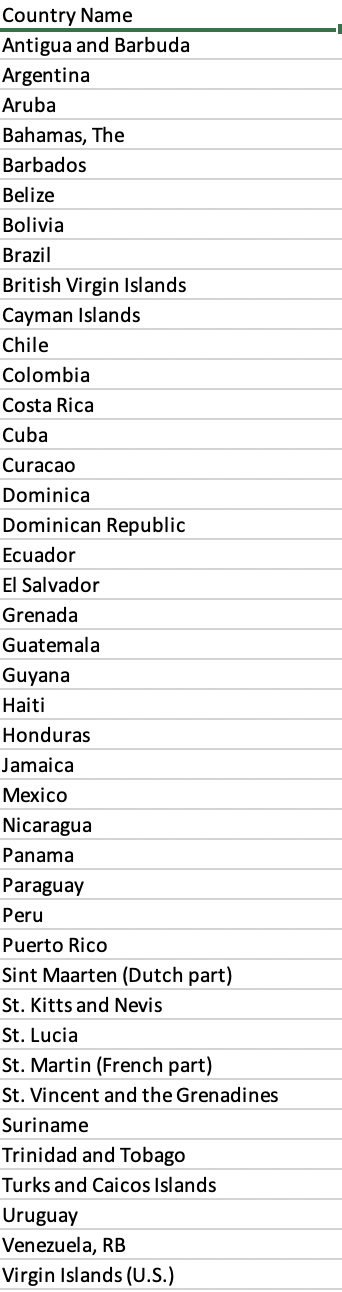 Country Name
Antigua and Barbuda
Argentina
Aruba
Bahamas, The
Barbados
Belize
Bolivia
Brazil
British Virgin Islands
Cayman Islands
Chile
Colombia
Costa Rica
Cuba
Curacao
Dominica
Dominican Republic
Ecuador
El Salvador
Grenada
Guatemala
Guyana
Haiti
Honduras
Jamaica
Mexico
Nicaragua
Panama
Paraguay
Peru
Puerto Rico
Sint Maarten (Dutch part)
St. Kitts and Nevis
St. Lucia
St. Martin (French part)
St. Vincent and the Grenadines
Suriname
Trinidad and Tobago
Turks and Caicos Islands
Uruguay
Venezuela, RB
Virgin Islands (U.S.)